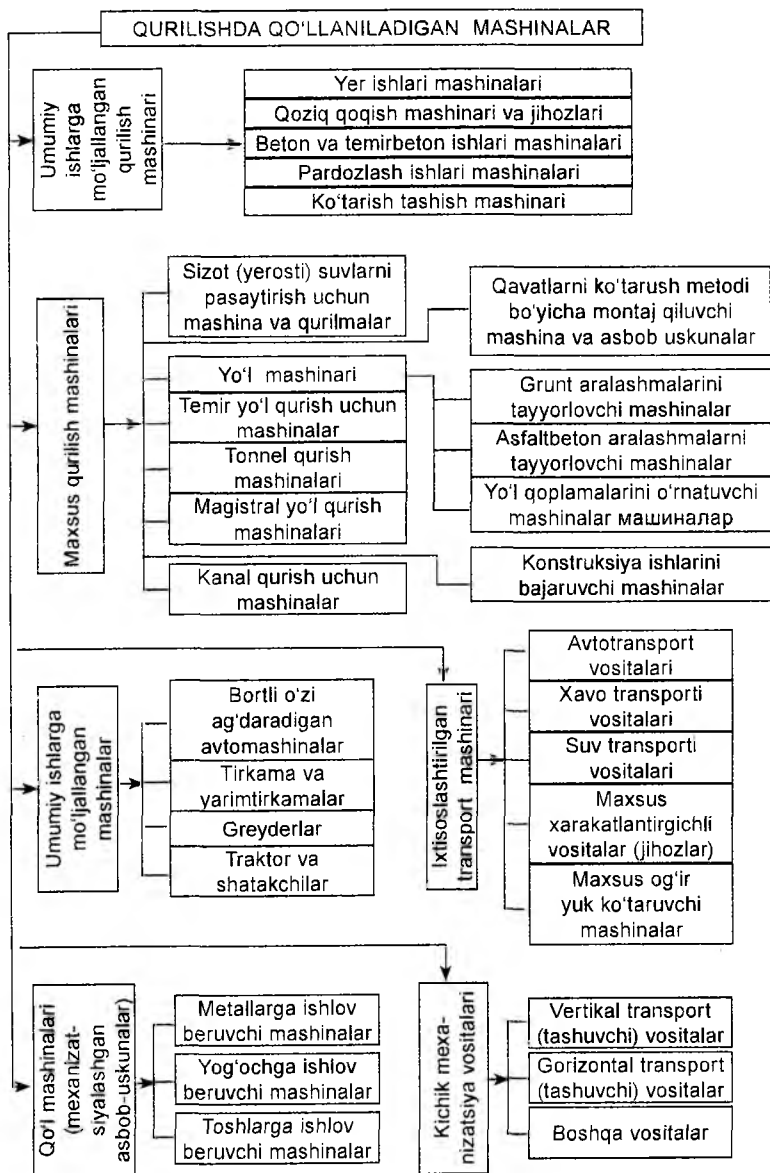 QURILISHDA QO‘LLANILADIGAN MASHINALAR
Umumiy
ishlarga
mo‘ljallangan
qurilish
mashinari
Yer ishlari mashinalari
Qoziq qoqish mashinari va jihozlari
Beton va temirbeton ishlari mashinalari
Pardozlash ishlari mashinalari
Ko‘tarish tashish mashinari
Maxsus qurilish mashinalari
Sizot (yerosti) suvlarni
pasaytirish uchun
mashina va qurilmalar
Yo‘l mashinari
Temir yo‘l qurish uchun
mashinalar
Tonnel qurish
mashinalari
Magistral yo‘l qurish
mashinalari
Kanal qurish uchun
mashinalar
Qavatlarni ko‘tarush metodi
bo‘yicha montaj qiluvchi
mashina va asbob uskunalar
Grunt aralashmalarini
tayyorlovchi mashinalar
Asfaltbeton aralashmalarni
tayyorlovchi mashinalar
Yo‘l qoplamalarini o‘rnatuvchi
mashinalar машиналар
Konstruksiya ishlarini
bajaruvchi mashinalar
Umumiy ishlarga
mo‘ljallangan
mashinalar
Bortli o‘zi
ag‘daradigan
avtomashinalar
Tirkama va
yarimtirkamalar
Greyderlar
Traktor va
shatakchilar
Ixtisoslashtirilgan
transport mashinari
Avtotransport
vositalari
Xavo transporti
vositalari
Suv transporti
vositalari
Maxsus
xarakatlantirgichli
vositalar (jihozlar)
Maxsus og‘ir
yuk ko‘taruvchi
mashinalar
Qo‘l mashinalari
(mexanizat-
siyalashgan
asbob-uskunalar)
Metallarga ishlov
beruvchi mashinalar
Yog‘ochga ishlov
beruvchi mashinalar
Toshlarga ishlov
beruvchi mashinalar
Kichik mexa-
nizatsiya vositalari
Vertikal transport
(tashuvchi) vositalar
Gorizontal transport
(tashuvchi) vositalar
Boshqa vositalar